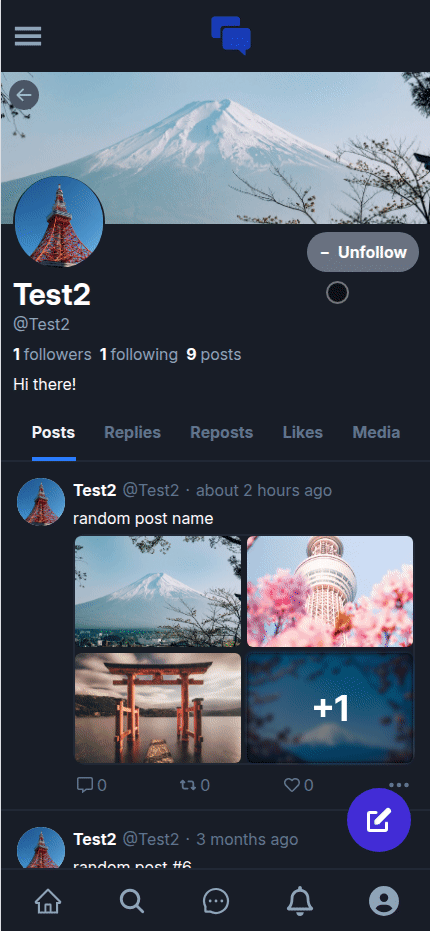 − Unfollow
Test2
@Test2
1 followers 1 following 9 posts
Hi there!
Posts Replies Reposts Likes Media
Test2 @Test2 · about 2 hours ago
random post name
+1
0 0 0
Test2 @Test2 · 3 months ago
random post #6